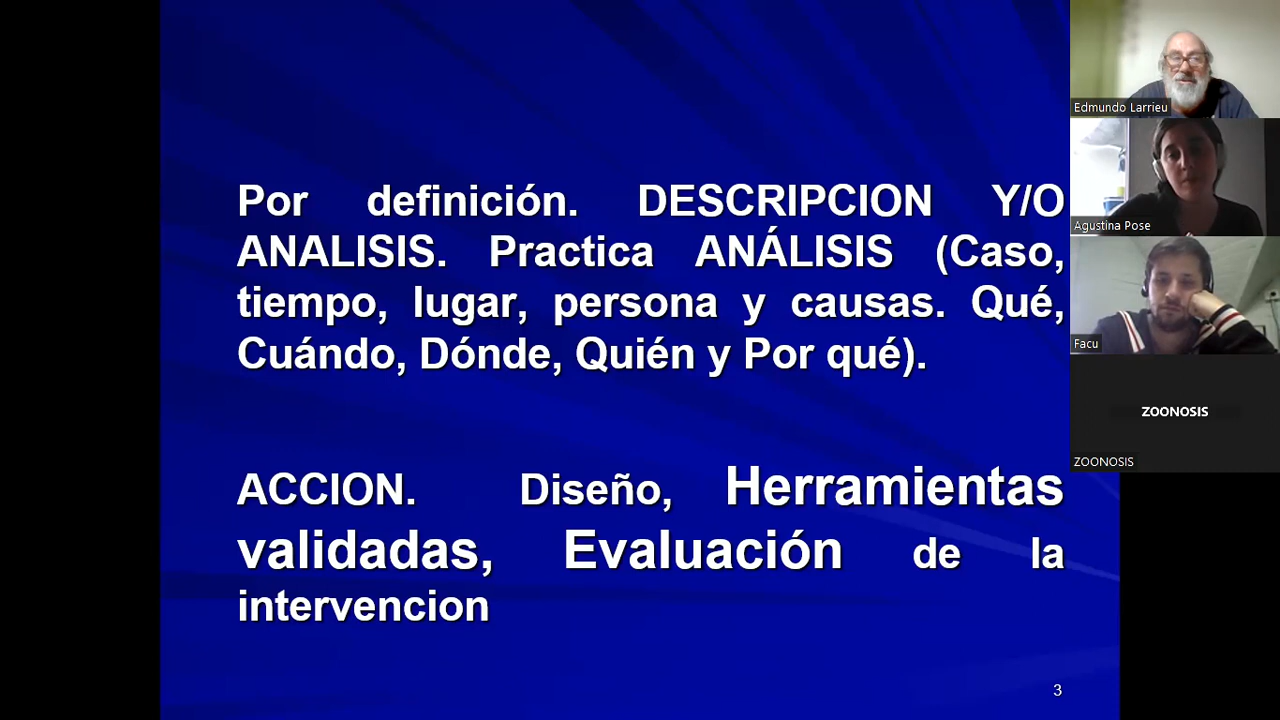 Por definición. DESCRIPCION Y/O
ANALISIS. Practica ANÁLISIS (Caso,
tiempo, lugar, persona y causas. Qué,
Cuándo, Dónde, Quién y Por qué).
ACCION. Diseño, Herramientas
validadas, Evaluación de la
intervencion
3
Edmundo Larrieu
Agustina Pose
Facu
ZOONOSIS
ZOONOSIS